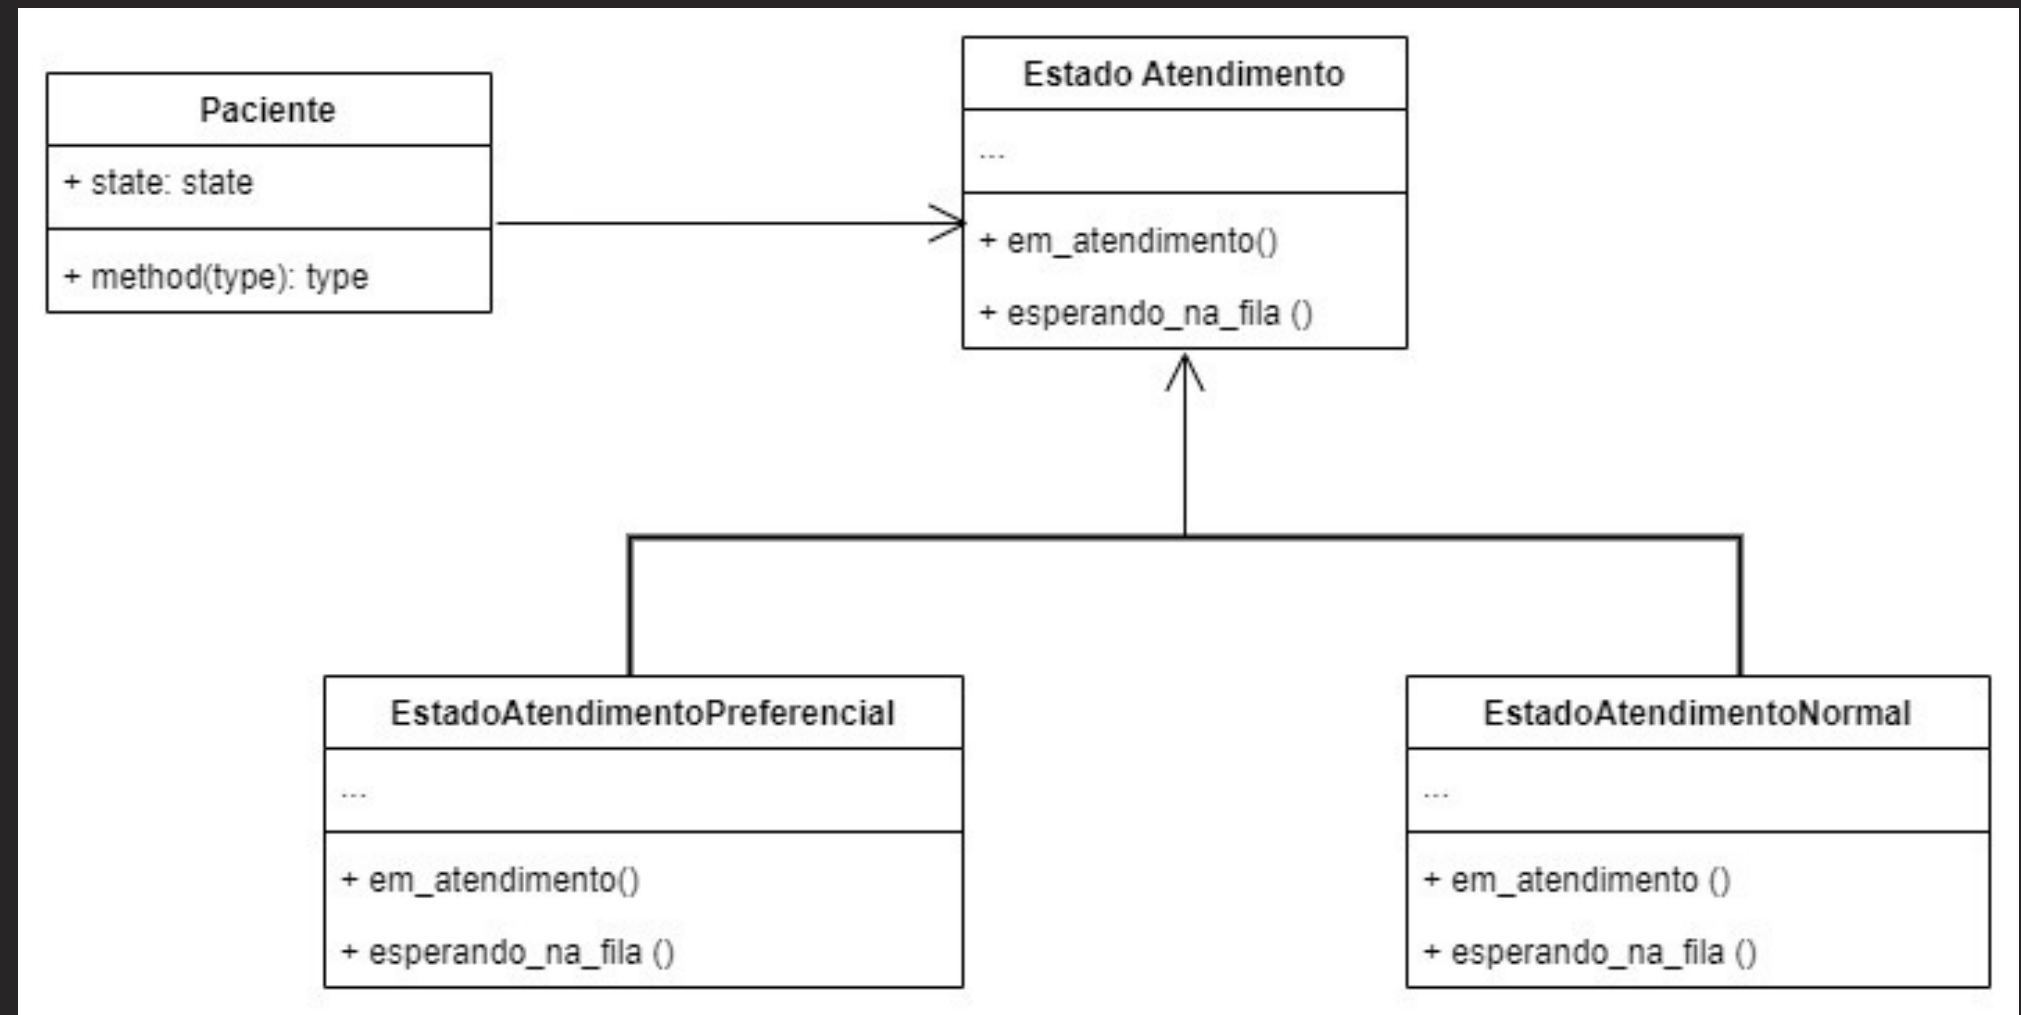 Paciente
+ state: state
+ method(type): type
Estado Atendimento
...
+ em_atendimento()
+ esperando_na_fila ()
EstadoAtendimentoPreferencial
...
+ em_atendimento()
+ esperando_na_fila ()
EstadoAtendimentoNormal
...
+ em_atendimento ()
+ esperando_na_fila ()